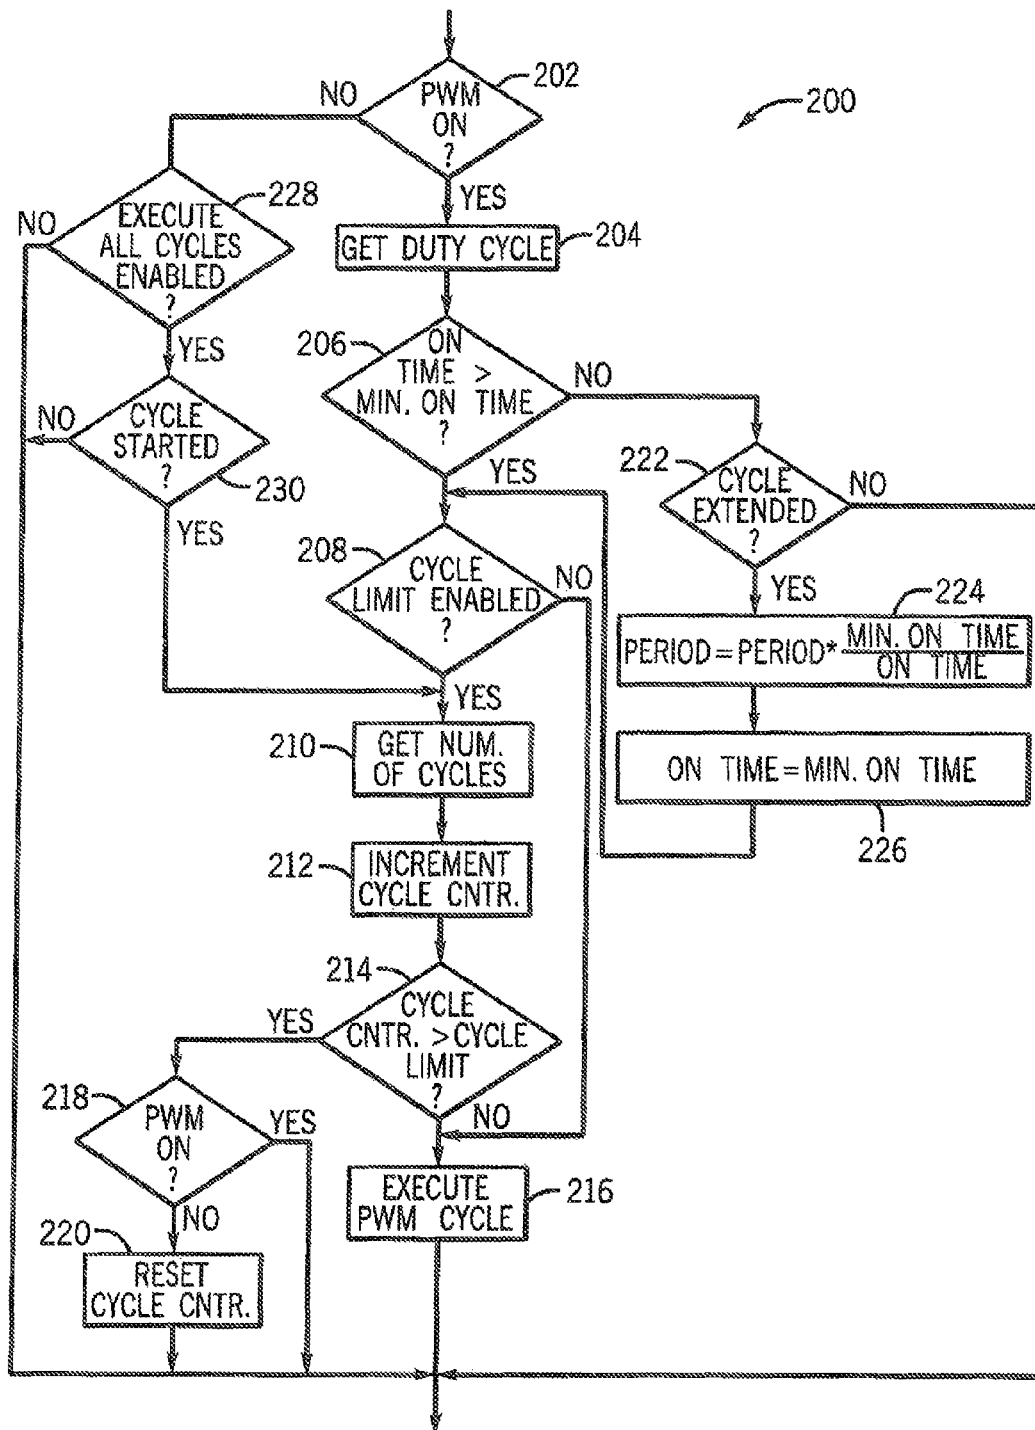 202
PWM
ON
?
NO
YES
200
228
EXECUTE
ALL CYCLES
ENABLED
?
NO
YES
GET DUTY CYCLE
204
206
ON
TIME >
MIN. ON TIME
?
NO
YES
CYCLE
STARTED
?
NO
230
YES
222
CYCLE
EXTENDED
?
NO
YES
208
CYCLE
LIMIT ENABLED
?
NO
YES
224
PERIOD=PERIOD* MIN. ON TIME
ON TIME
210
GET NUM.
OF CYCLES
ON TIME=MIN. ON TIME
226
212
INCREMENT
CYCLE CNTR.
214
CYCLE
CNTR. >CYCLE
LIMIT
?
YES
NO
218
PWM
ON
?
YES
NO
EXECUTE
PWM CYCLE
216
220
RESET
CYCLE CNTR.